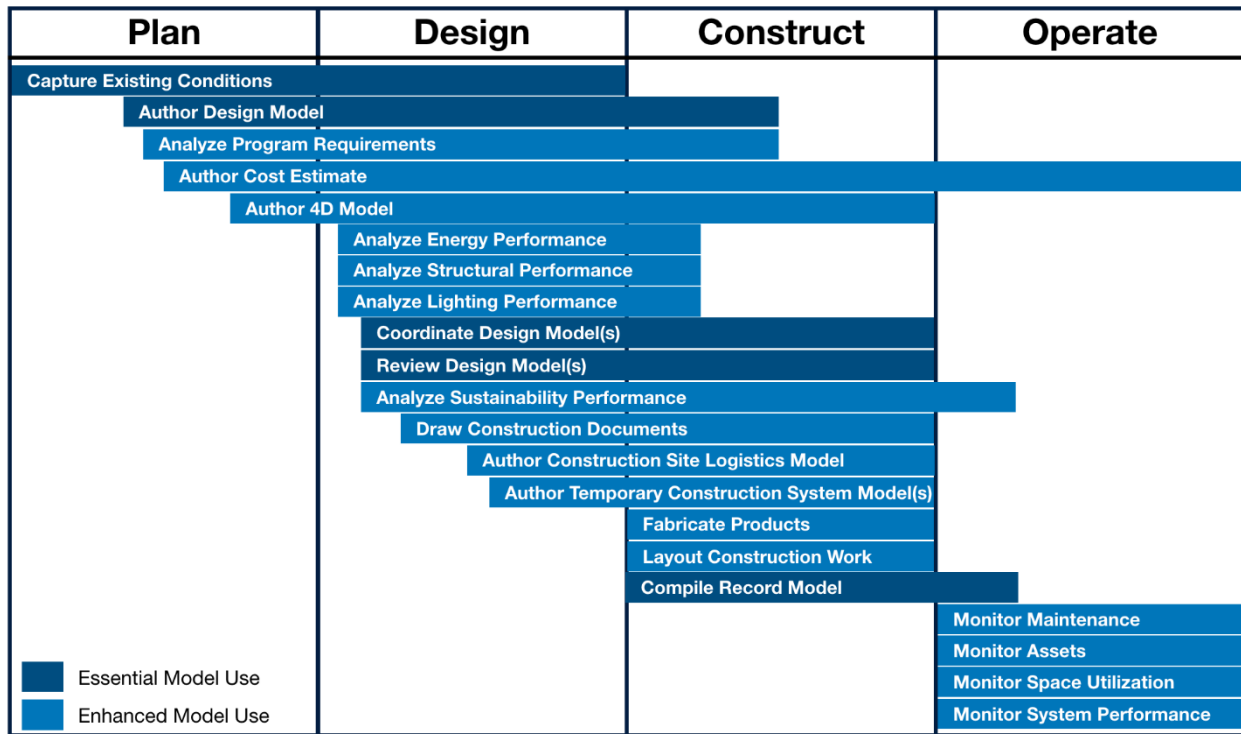 Plan Design Construct Operate
Capture Existing Conditions
Author Design Model
Analyze Program Requirements
Author Cost Estimate
Author 4D Model
Analyze Energy Performance
Analyze Structural Performance
Analyze Lighting Performance
Coordinate Design Model(s)
Review Design Model(s)
Analyze Sustainability Performance
Draw Construction Documents
Author Construction Site Logistics Model
Author Temporary Construction System Model(s)
Fabricate Products
Layout Construction Work
Compile Record Model
Monitor Maintenance
Monitor Assets
Monitor Space Utilization
Monitor System Performance
Essential Model Use
Enhanced Model Use